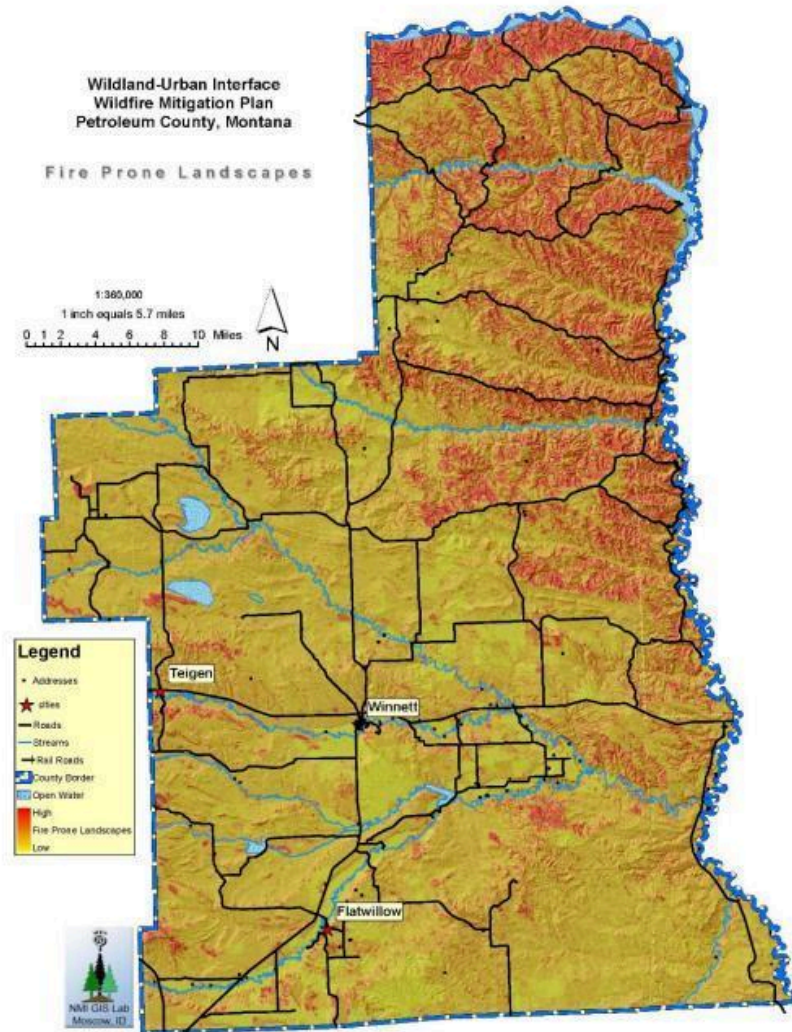 Wildland-Urban Interface
Wildfire Mitigation Plan
Petroleum County, Montana
Fire Prone Landscapes
1:360,000
1 inch equals 5.7 miles
0 1 2 4 6 8 10 Miles
N
Legend
Addresses
cities
Roads
Streams
Rail Roads
County Border
Open Water
High
Fire Prone Landscapes
Low
Teigen
Winnett
Flatwillow
NMI GIS Lab
Moscow, ID